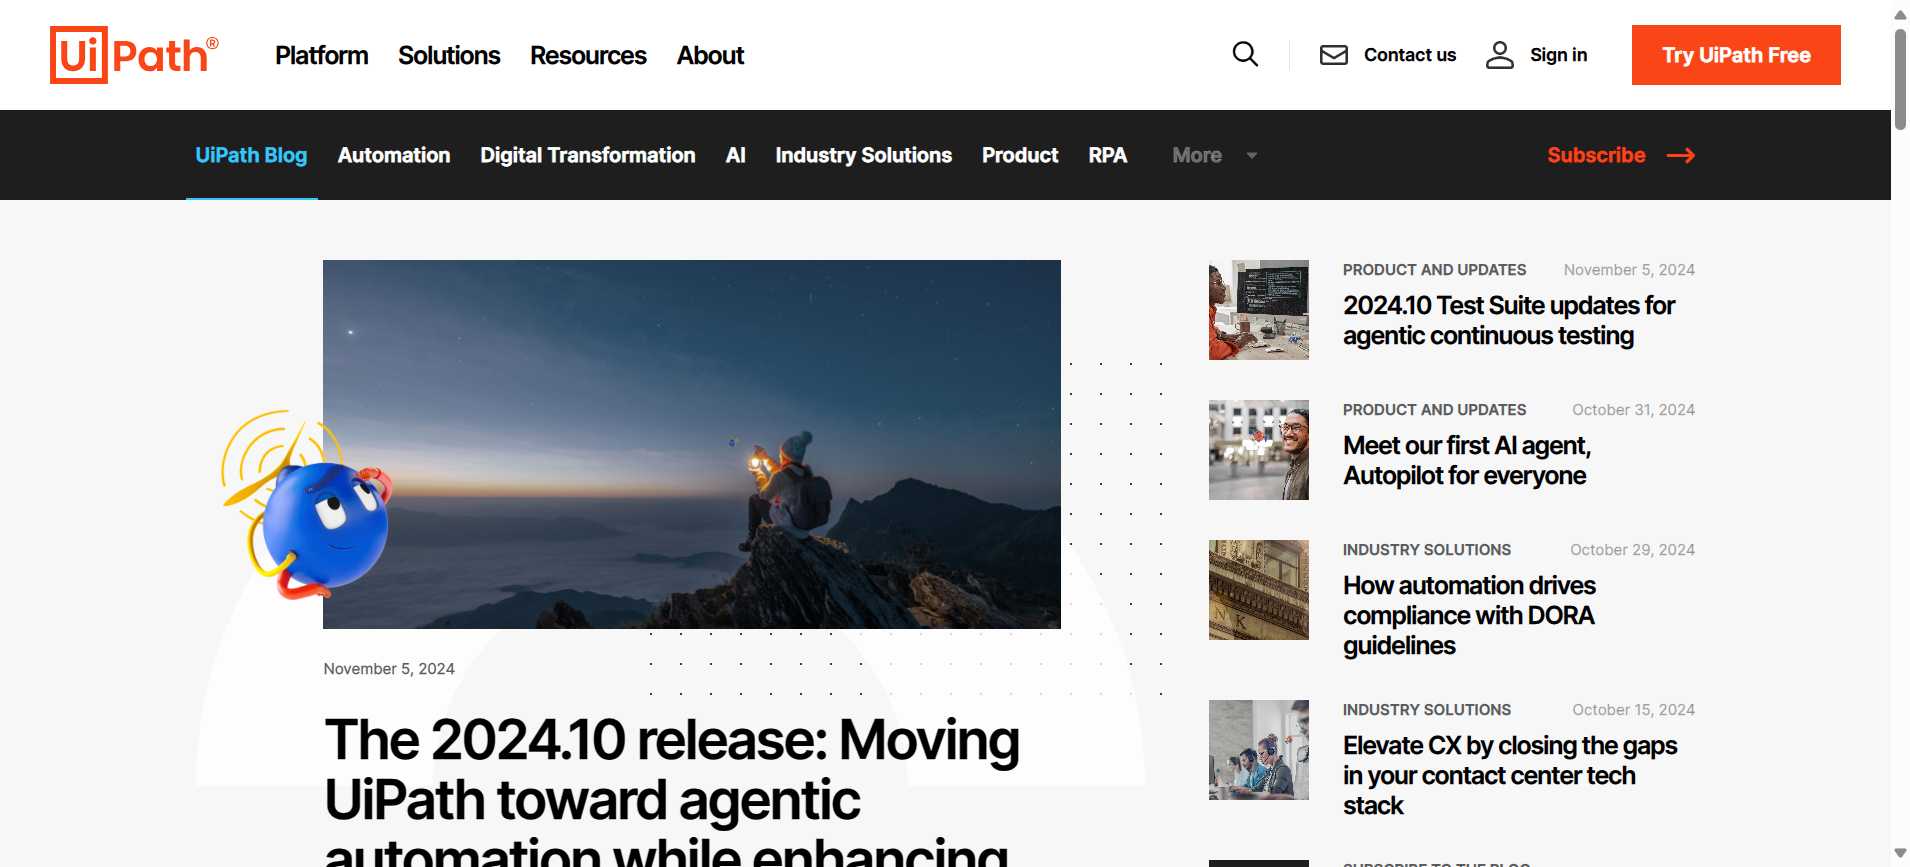 UiPath®
Platform
Solutions
Resources
About
Contact us
Sign in
Try UiPath Free
UiPath Blog
Automation
Digital Transformation
AI
Industry Solutions
Product
RPA
More
Subscribe
November 5, 2024
The 2024.10 release: Moving
UiPath toward agentic
automation while enhancing
PRODUCT AND UPDATES
November 5, 2024
2024.10 Test Suite updates for
agentic continuous testing
PRODUCT AND UPDATES
October 31, 2024
Meet our first AI agent,
Autopilot for everyone
INDUSTRY SOLUTIONS
October 29, 2024
How automation drives
compliance with DORA
guidelines
INDUSTRY SOLUTIONS
October 15, 2024
Elevate CX by closing the gaps
in your contact center tech
stack
SUBSCRIBE TO THE BLOG